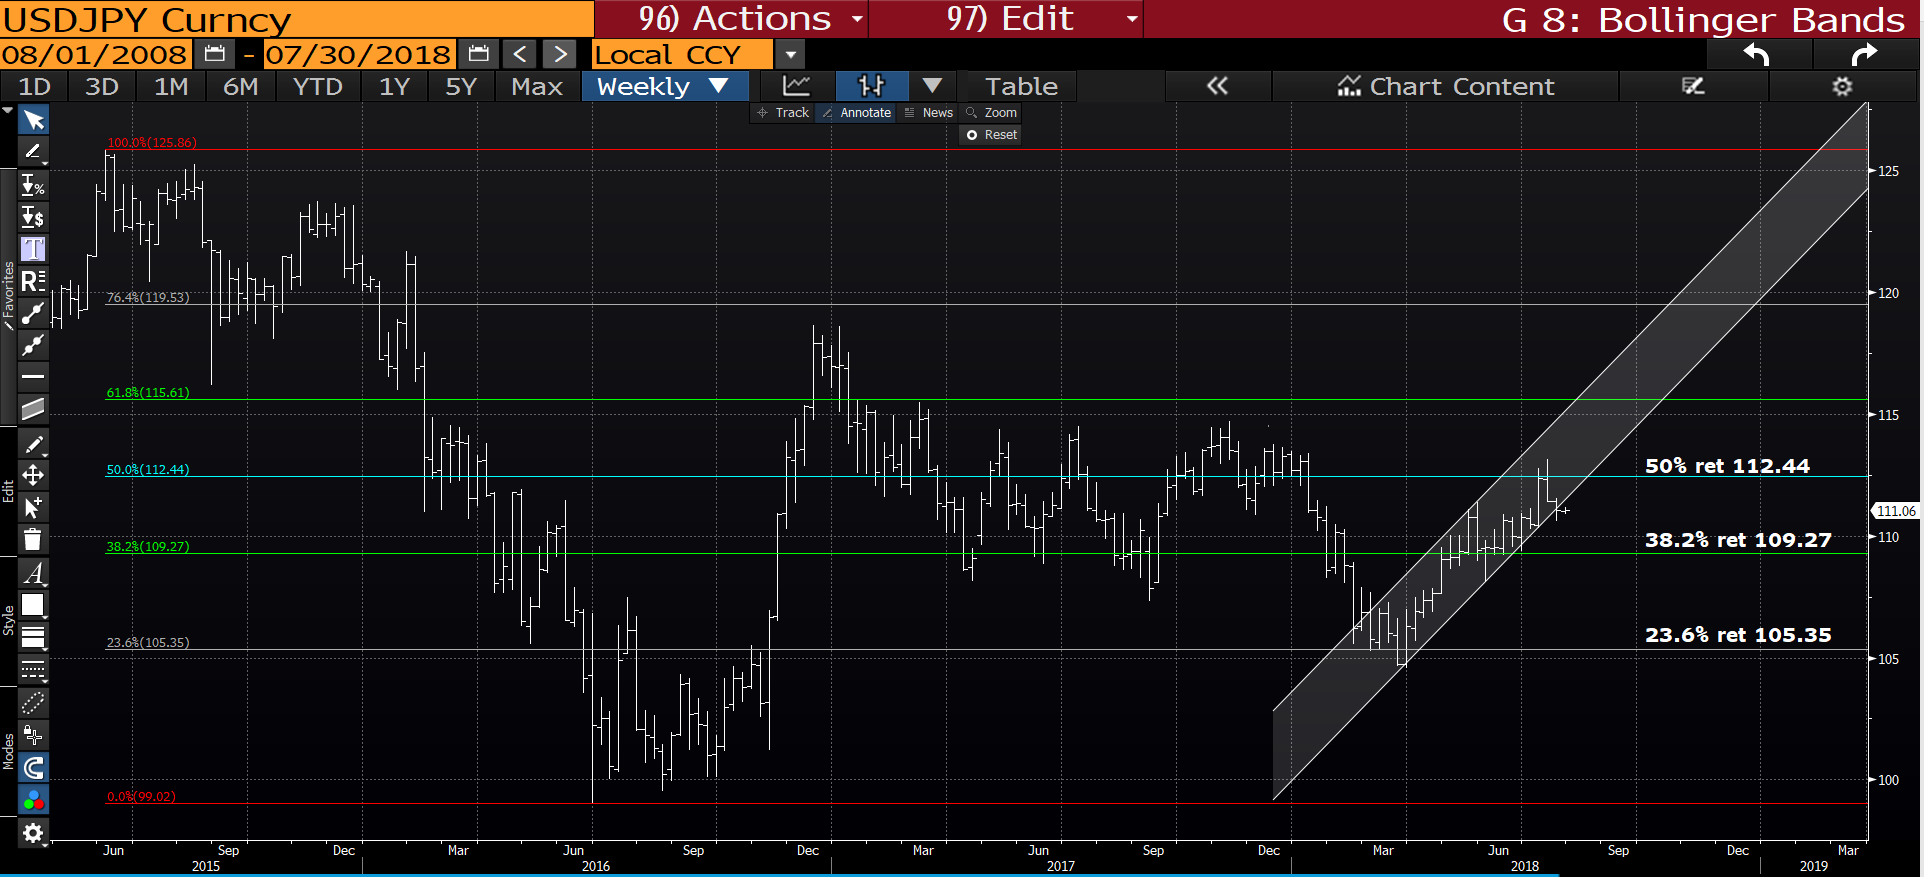 USDJPY Curncy 96) Actions 97) Edit G 8: Bollinger Bands
08/01/2008 - 07/30/2018 < > Local CCY
1D 3D 1M 6M YTD 1Y 5Y Max Weekly Table « Chart Content
Track Annotate News Zoom
Reset
100.0%(125.86)
125
76.4%(119.53)
120
61.8%(115.61)
115
50.0%(112.44)
50% ret 112.44
111.06
110
38.2%(109.27)
38.2% ret 109.27
23.6%(105.35)
23.6% ret 105.35
105
100
0.0%(99.02)
Favorites
Edit
Style
Modes
%
$
T
R
A
Jun Sep Dec Mar Jun Sep Dec Mar Jun Sep Dec Mar Jun Sep Dec Mar
2015 2016 2017 2018 2019